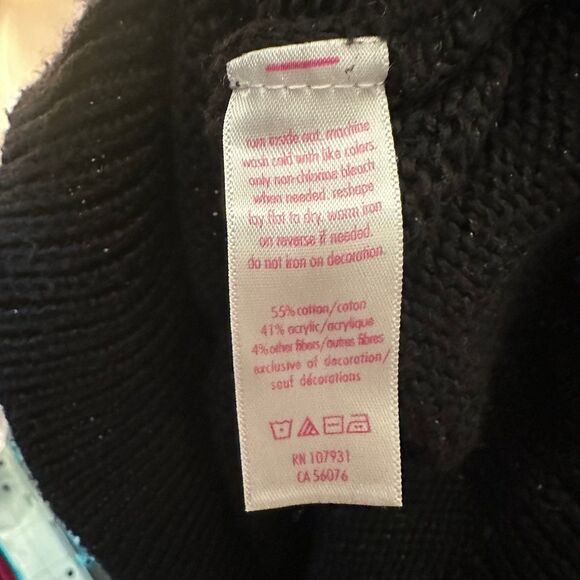 turn inside out. machine
wash cold with like colors.
only non-chlorine bleach
when needed. reshape
lay flat to dry, warm iron
on reverse if needed.
do not iron on decoration.
55% cotton/coton
41% acrylic/acrylique
4% other fibers/autres fibres
exclusive of decoration/
sauf décorations
RN 107931
CA 56076